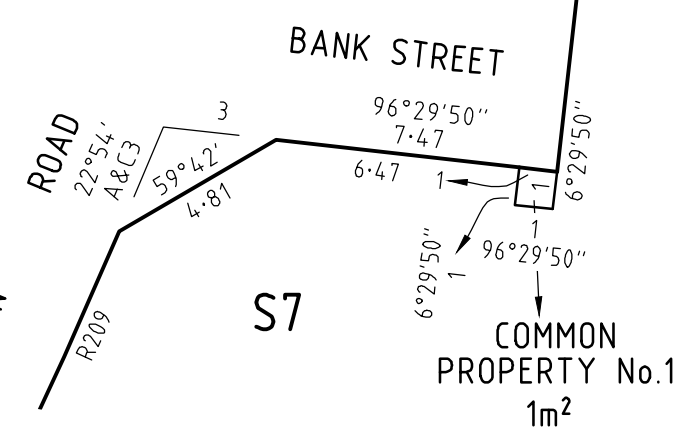 BANK STREET
ROAD
22°54'
A&C3
3
59°42'
4·81
96°29'50"
7·47
6·47
1
1
6°29'50"
6°29'50"
1
1
96°29'50"
R209
S7
COMMON
PROPERTY No.1
1m²